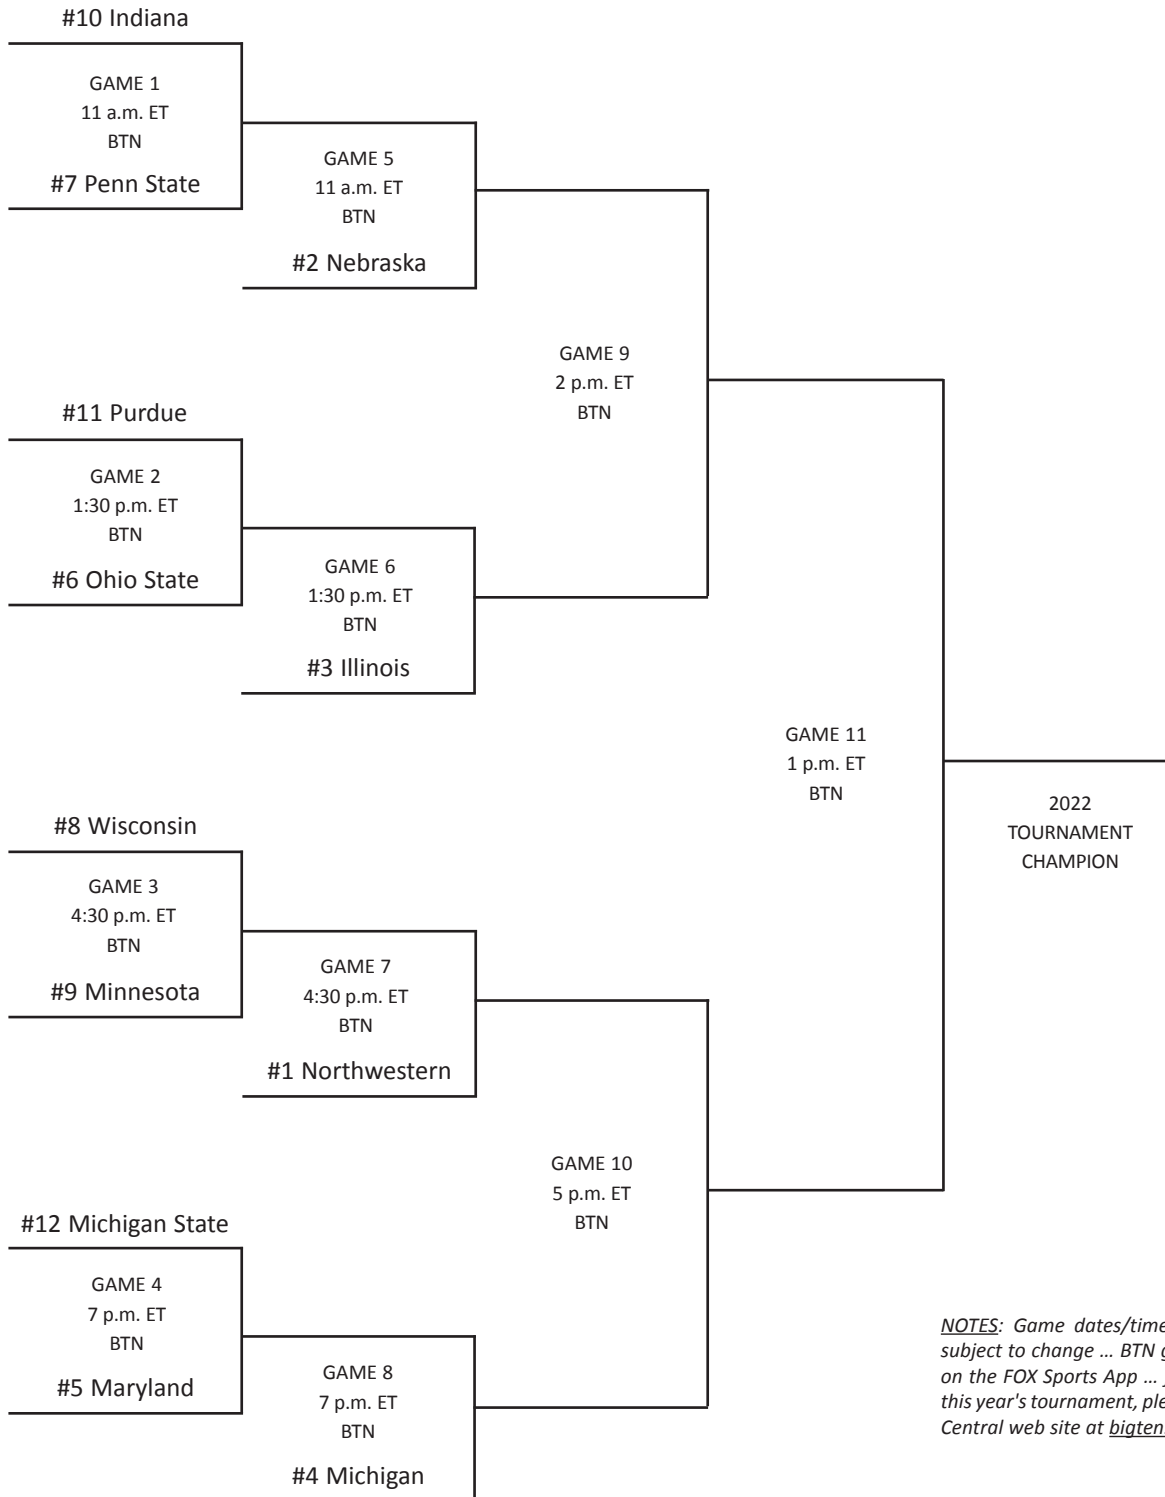 #10 Indiana
GAME 1
11 a.m. ET
BTN
#7 Penn State
GAME 5
11 a.m. ET
BTN
#2 Nebraska
GAME 9
2 p.m. ET
BTN
#11 Purdue
GAME 2
1:30 p.m. ET
BTN
#6 Ohio State
GAME 6
1:30 p.m. ET
BTN
#3 Illinois
GAME 11
1 p.m. ET
BTN
2022
TOURNAMENT
CHAMPION
#8 Wisconsin
GAME 3
4:30 p.m. ET
BTN
#9 Minnesota
GAME 7
4:30 p.m. ET
BTN
#1 Northwestern
GAME 10
5 p.m. ET
BTN
#12 Michigan State
GAME 4
7 p.m. ET
BTN
#5 Maryland
GAME 8
7 p.m. ET
BTN
#4 Michigan
NOTES: Game dates/time
subject to change ... BTN
on the FOX Sports App ...
this year's tournament,
Central web site at bigten